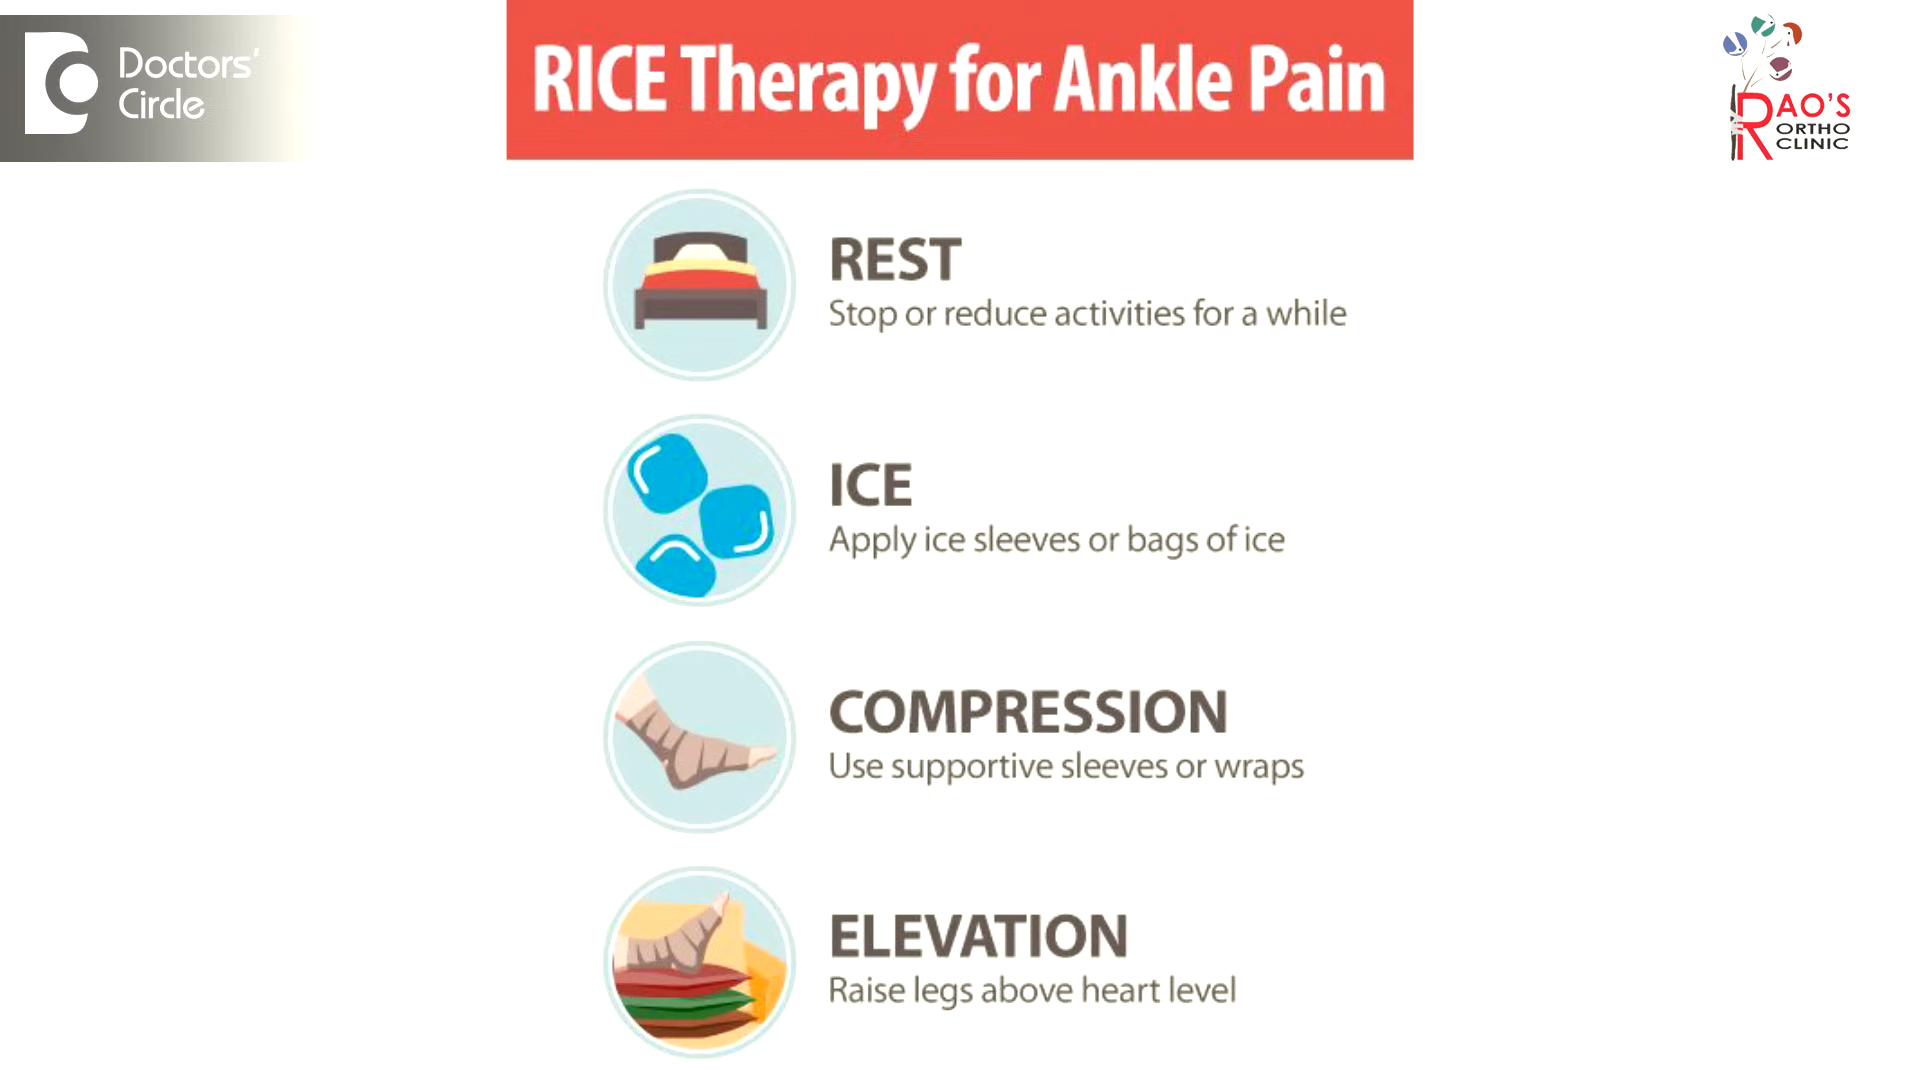 Doctors'
Circle
RICE Therapy for Ankle Pain
RAO'S
ORTHO
CLINIC
REST
Stop or reduce activities for a while
ICE
Apply ice sleeves or bags of ice
COMPRESSION
Use supportive sleeves or wraps
ELEVATION
Raise legs above heart level